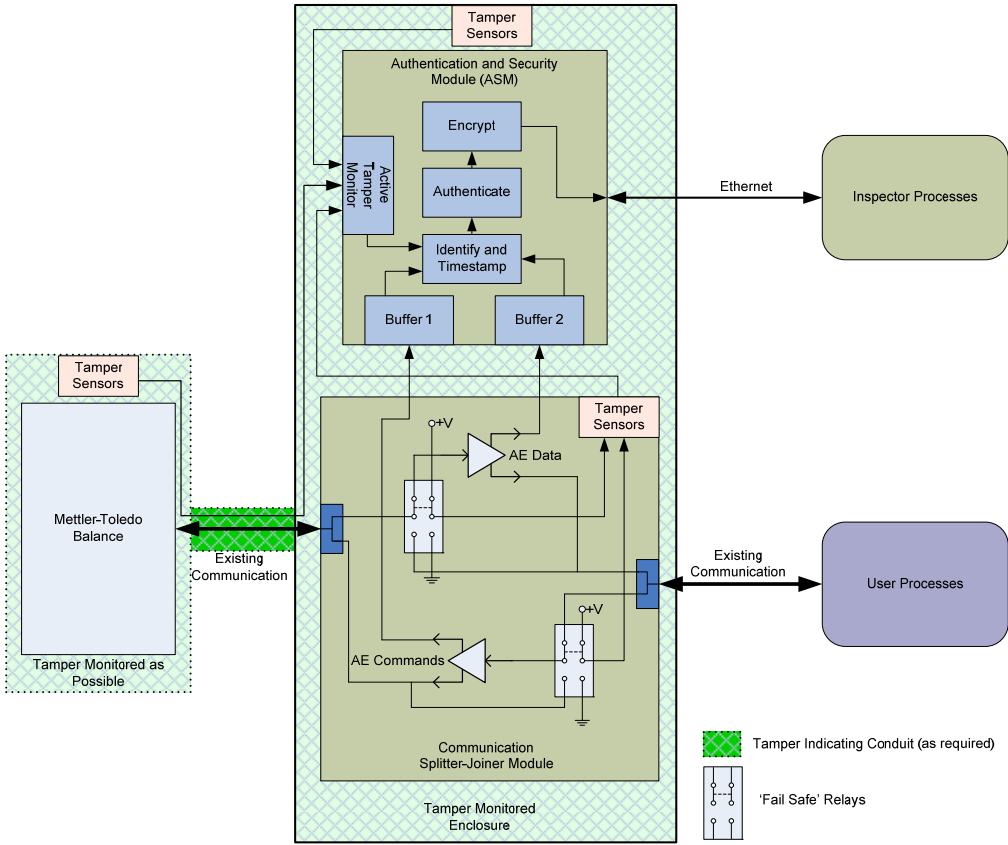 Tamper
Sensors
Authentication and Security
Module (ASM)
Encrypt
Active
Tamper
Monitor
Authenticate
Identify and
Timestamp
Buffer 1
Buffer 2
Ethernet
Inspector Processes
Tamper
Sensors
Mettler-Toledo
Balance
Tamper Monitored as
Possible
Existing
Communication
Tamper
Sensors
+V
AE Data
Existing
Communication
User Processes
+V
AE Commands
Communication
Splitter-Joiner Module
Tamper Monitored
Enclosure
Tamper Indicating Conduit (as required)
‘Fail Safe’ Relays